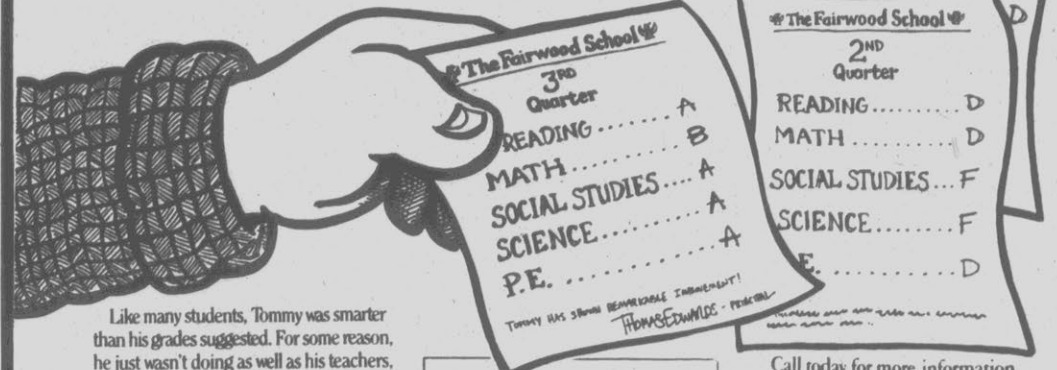 The Fairwood School
3RD
Quarter
READING....... A
MATH.......... B
SOCIAL STUDIES.... A
SCIENCE......... A
P.E. ............. A
TOMMY HAS SHOWN REMARKABLE
THOMAS EDWARDS -
The Fairwood School
2ND
Quarter
READING......... D
MATH ........... D
SOCIAL STUDIES... F
SCIENCE........ F
E. ............ D
D
Like many students, Tommy was smarter
than his grades suggested. For some reason,
he just wasn't doing as well as his teachers,
Call today for more information